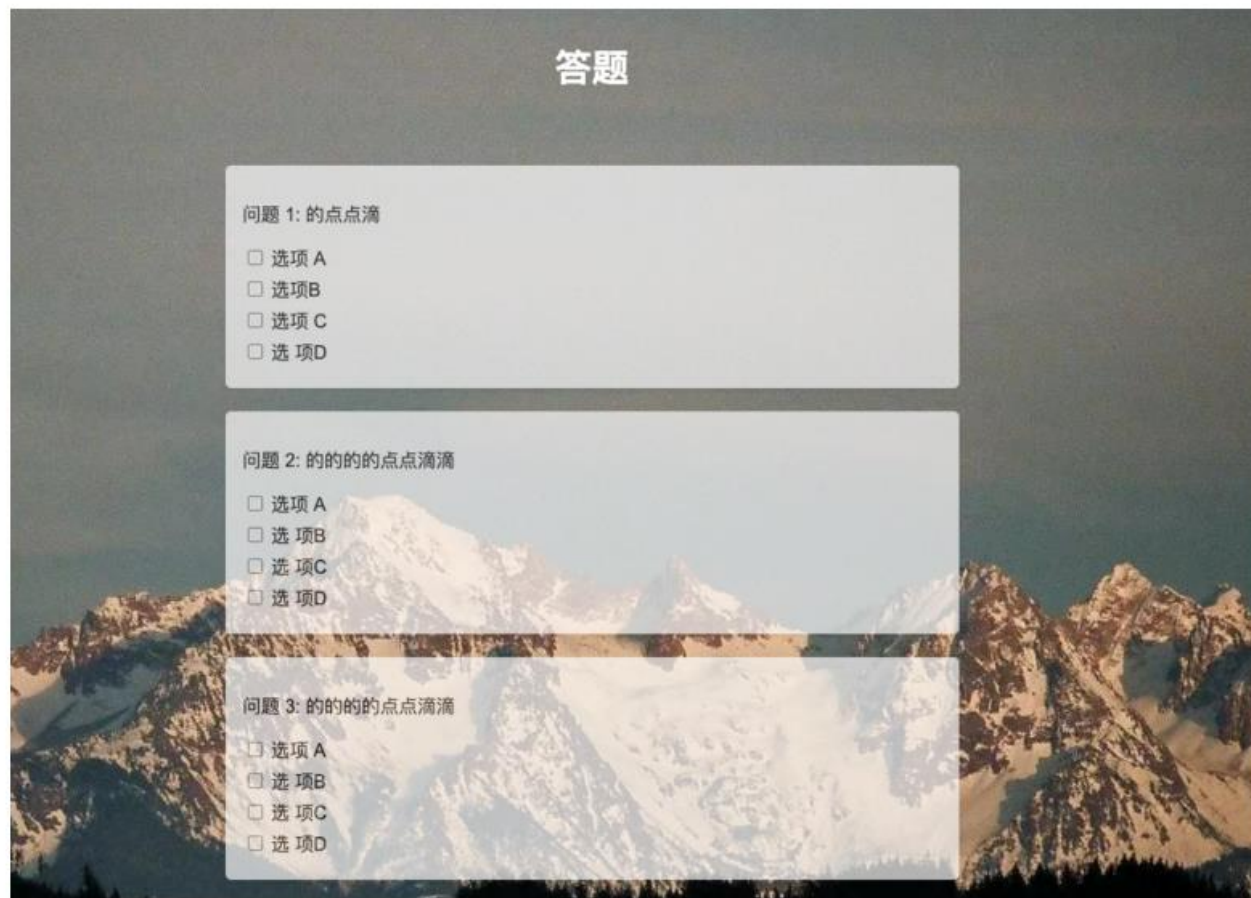 答题
问题 1: 的点点滴
选项 A
选项B
选项 C
选 项D
问题 2: 的的的的点点滴滴
选项 A
选 项B
选 项C
选 项D
问题 3: 的的的的点点滴滴
选项 A
选 项B
选 项C
选 项D